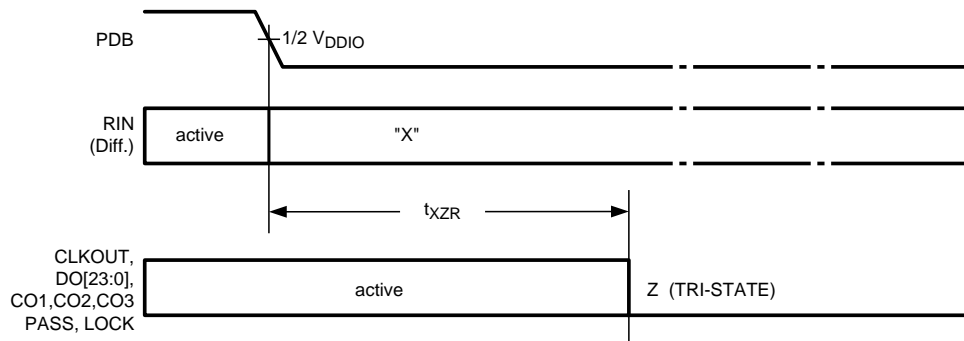 PDB
1/2 VDDIO
RIN
(Diff.)
active
"X"
tXZR
CLKOUT,
DO[23:0],
CO1,CO2,CO3
PASS, LOCK
active
Z (TRI-STATE)